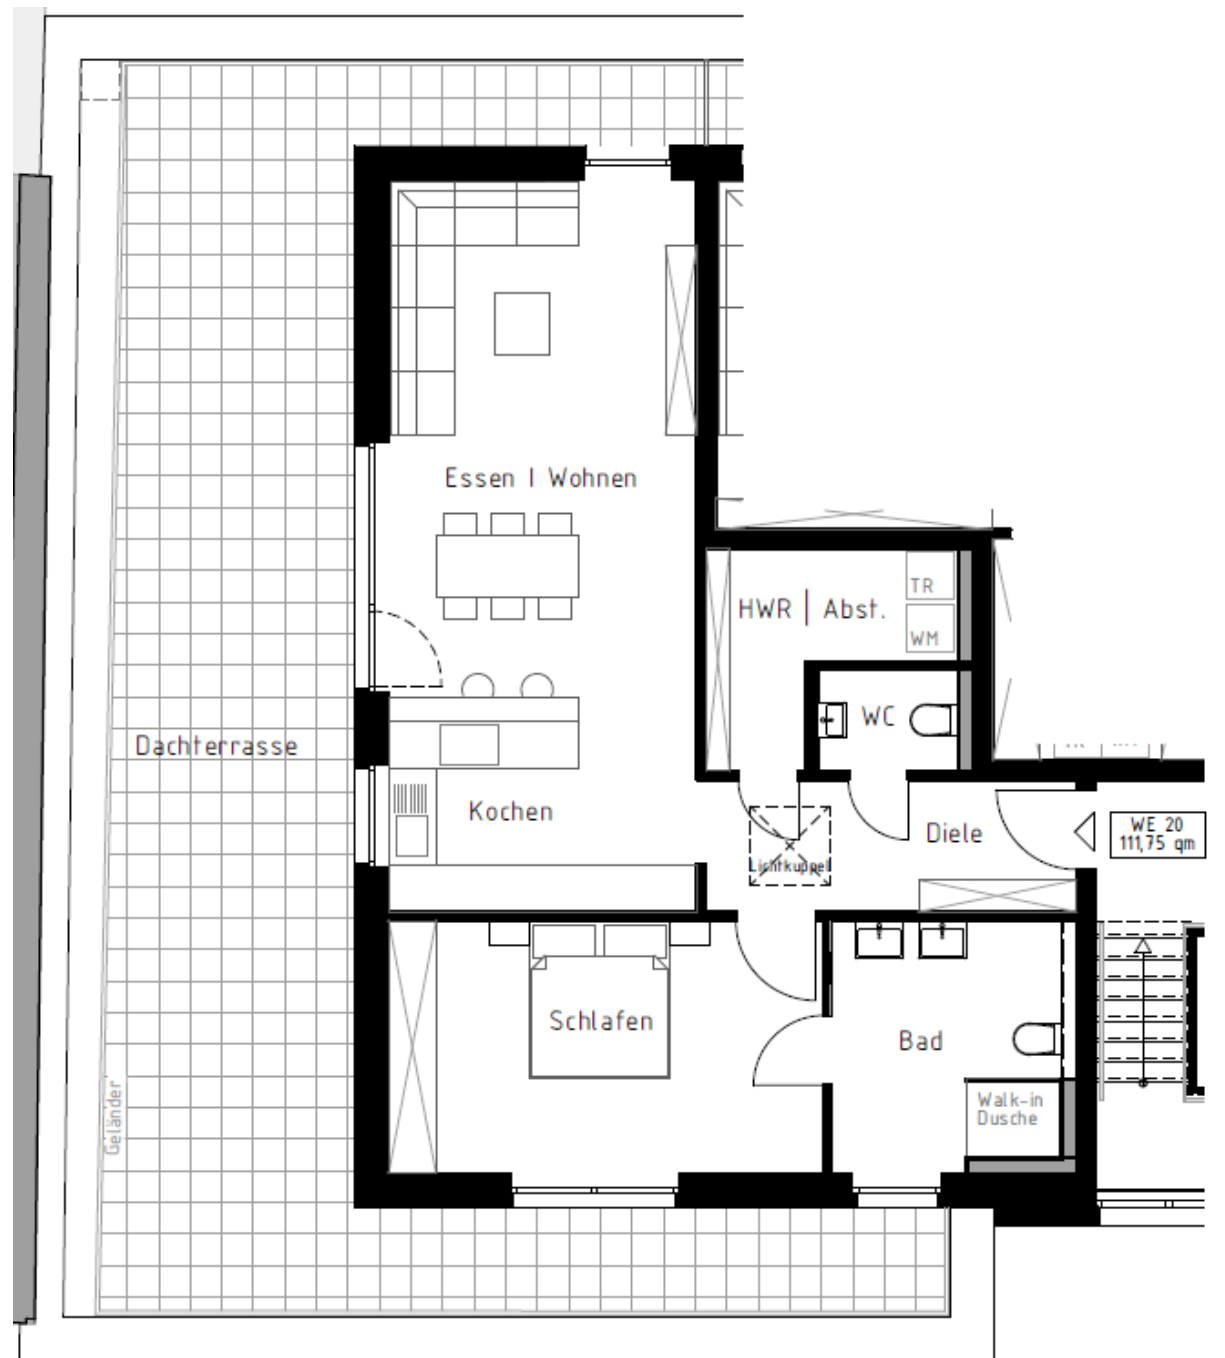 Essen | Wohnen
HWR | Abst.
TR
WM
WC
Dachterrasse
Kochen
Diele
WE 20
111,75 qm
Lichtkuppel
Schlafen
Bad
Walk-in
Dusche
Geländer